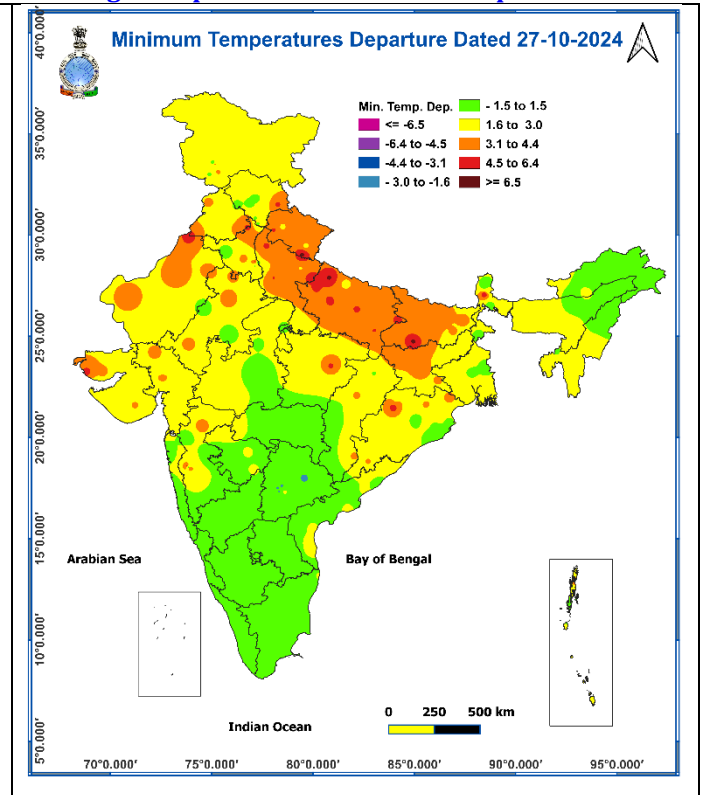 Minimum Temperatures Departure Dated 27-10-2024
Min. Temp. Dep.
<= -6.5
-6.4 to -4.5
-4.4 to -3.1
- 3.0 to -1.6
- 1.5 to 1.5
1.6 to 3.0
3.1 to 4.4
4.5 to 6.4
>= 6.5
40°0.000'
35°0.000'
30°0.000'
25°0.000'
20°0.000'
15°0.000'
10°0.000'
5°0.000'
Arabian Sea
Bay of Bengal
Indian Ocean
0 250 500 km
70°0.000' 75°0.000' 80°0.000' 85°0.000' 90°0.000' 95°0.000'